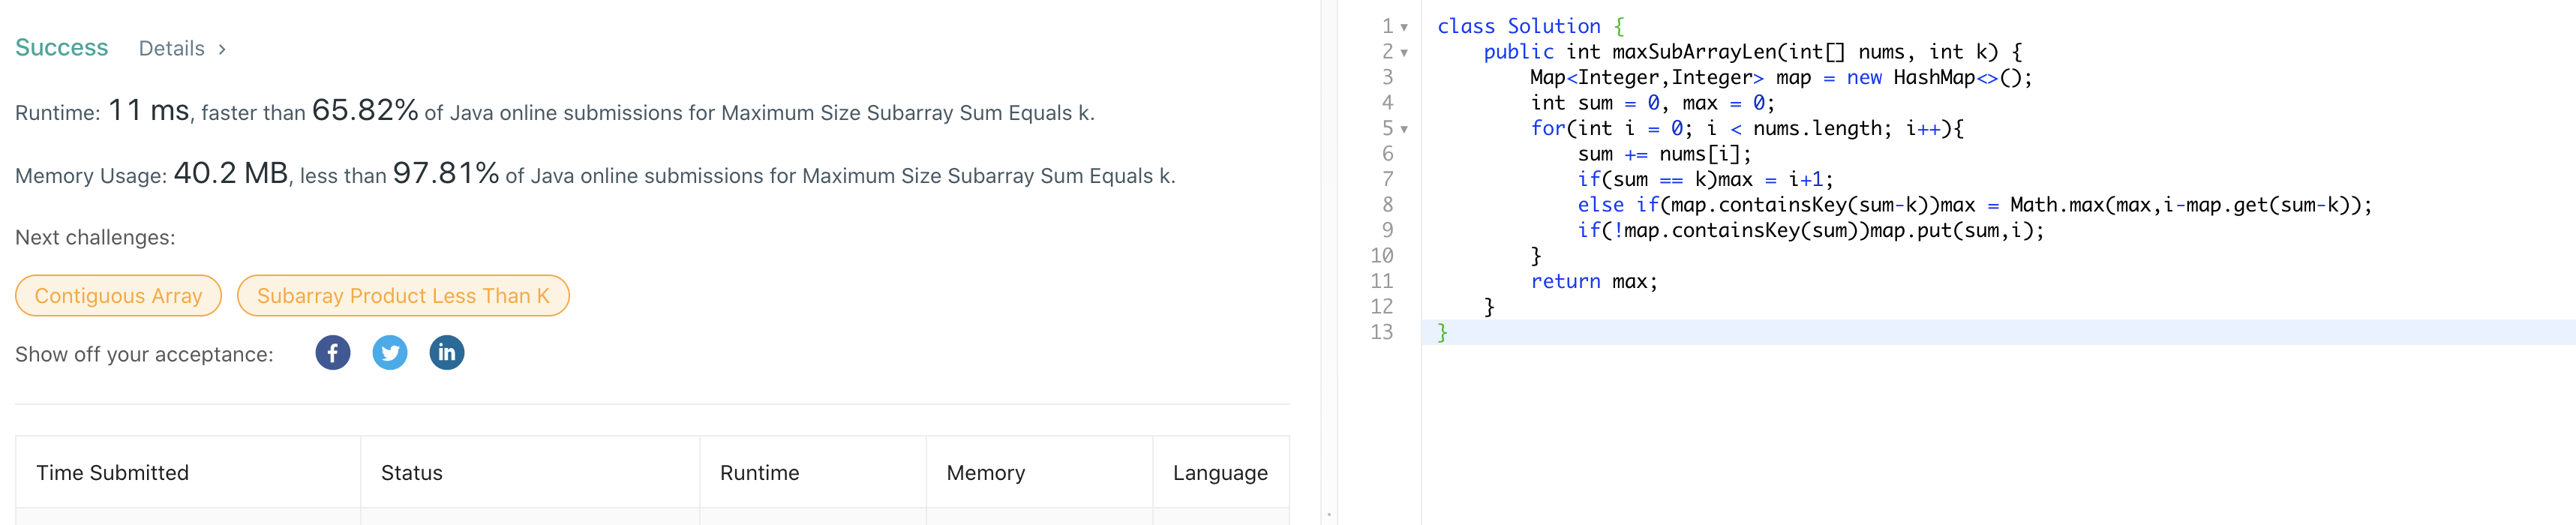 Success Details >
Runtime: 11 ms, faster than 65.82% of Java online submissions for Maximum Size Subarray Sum Equals k.
Memory Usage: 40.2 MB, less than 97.81% of Java online submissions for Maximum Size Subarray Sum Equals k.
Next challenges:
Contiguous Array Subarray Product Less Than K
Show off your acceptance: f in
Time Submitted Status Runtime Memory Language
1 class Solution {
2     public int maxSubArrayLen(int[] nums, int k) {
3         Map<Integer,Integer> map = new HashMap<>();
4         int sum = 0, max = 0;
5         for(int i = 0; i < nums.length; i++){
6             sum += nums[i];
7             if(sum == k)max = i+1;
8             else if(map.containsKey(sum-k))max = Math.max(max,i-map.get(sum-k));
9             if(!map.containsKey(sum))map.put(sum,i);
10         }
11         return max;
12     }
13 }